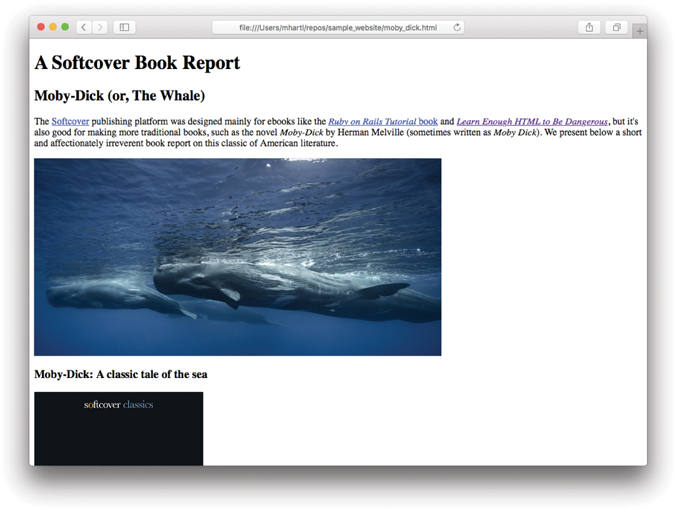 file:///Users/mhartl/repos/sample_website/moby_dick.html
A Softcover Book Report
Moby-Dick (or, The Whale)
The Softcover publishing platform was designed mainly for ebooks like the Ruby on Rails Tutorial book and Learn Enough HTML to Be Dangerous, but it's
also good for making more traditional books, such as the novel Moby-Dick by Herman Melville (sometimes written as Moby Dick). We present below a short
and affectionately irreverent book report on this classic of American literature.
Moby-Dick: A classic tale of the sea
softcover classics